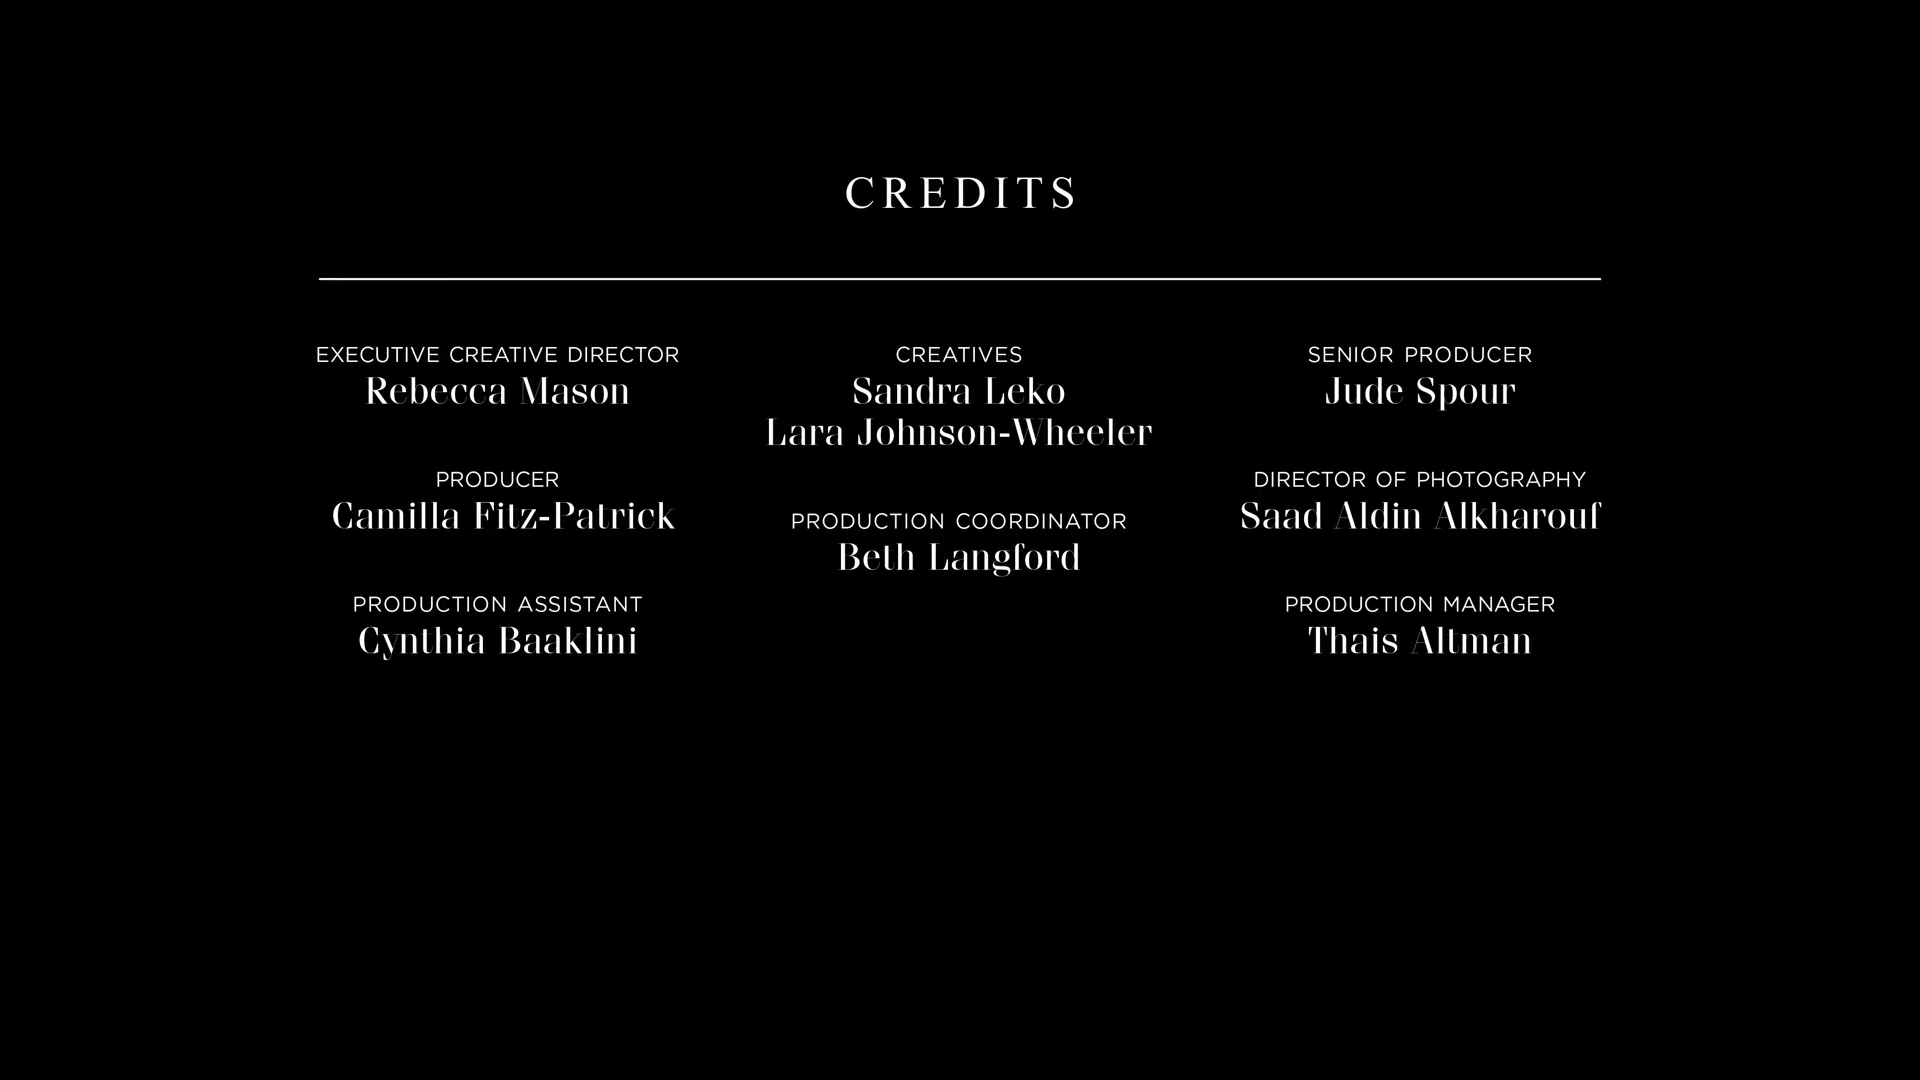 CREDITS
EXECUTIVE CREATIVE DIRECTOR
Rebecca Mason
PRODUCER
Camilla Fitz-Patrick
PRODUCTION ASSISTANT
Cynthia Baaklini
CREATIVES
Sandra Leko
Lara Johnson-Wheeler
PRODUCTION COORDINATOR
Beth Langford
SENIOR PRODUCER
Jude Spour
DIRECTOR OF PHOTOGRAPHY
Saad Aldin Alkharouf
PRODUCTION MANAGER
Thais Altman